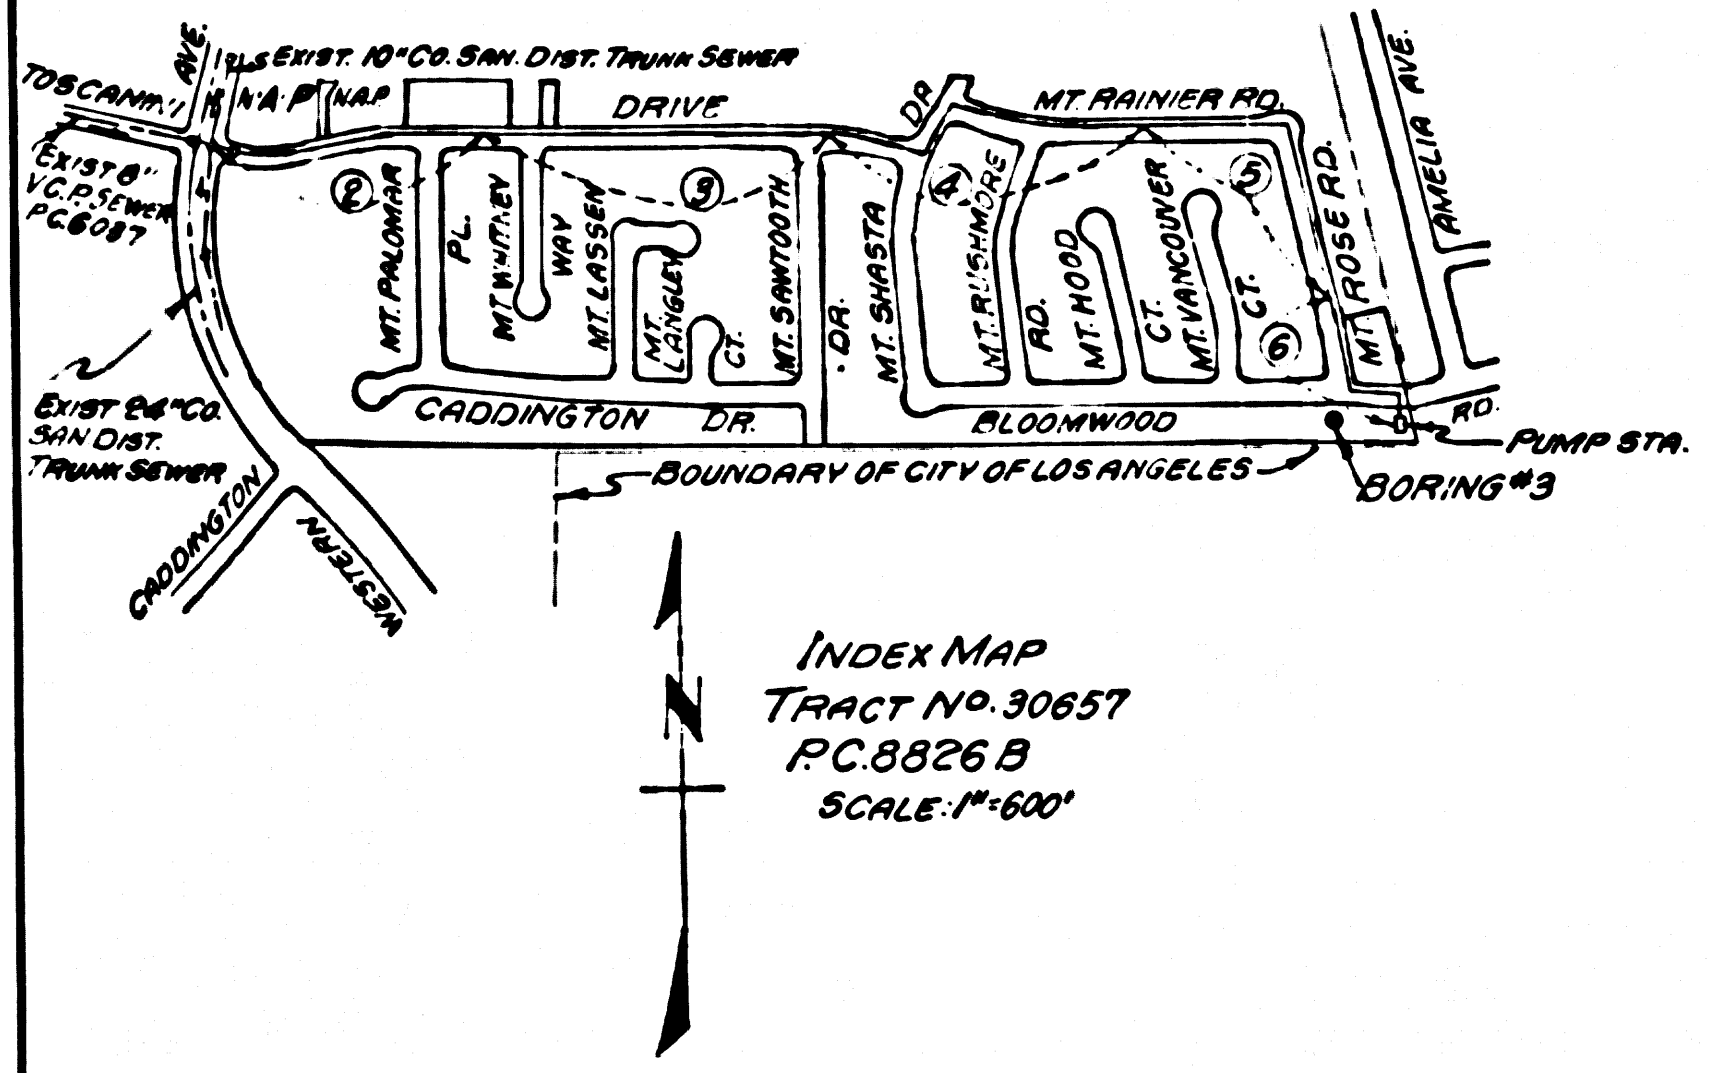 AVE.
EXIST. 10" CO. SAN. DIST. TRUNK SEWER
TOSCANINI
N.A.P.
N.A.P.
DRIVE
DR
MT. RAINIER RD.
AMELIA AVE.
EXIST 8"
V.C.P. SEWER
P.C. 6087
2
3
4
5
6
MT. PALOMAR
PL.
MT WHITNEY
WAY
MT. LASSEN
MT.
LANGLEY
CT.
MT. SAWTOOTH
DR.
MT. SHASTA
MT. RUSHMORE
RD.
MT. HOOD
CT.
MT. VANCOUVER
CT.
MT. ROSE RD.
EXIST 24" CO.
SAN DIST.
TRUNK SEWER
CADDINGTON DR.
BLOOMWOOD
RD.
PUMP STA.
BOUNDARY OF CITY OF LOS ANGELES
BORING #3
CADDINGTON
WESTERN
N
INDEX MAP
TRACT NO. 30657
P.C. 8826 B
SCALE: 1"=600'